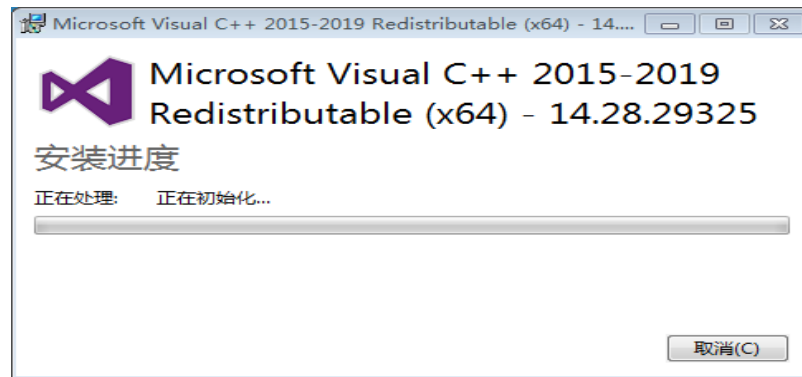 Microsoft Visual C++ 2015-2019 Redistributable (x64) - 14....
Microsoft Visual C++ 2015-2019
Redistributable (x64) - 14.28.29325
安装进度
正在处理: 正在初始化...
取消(C)